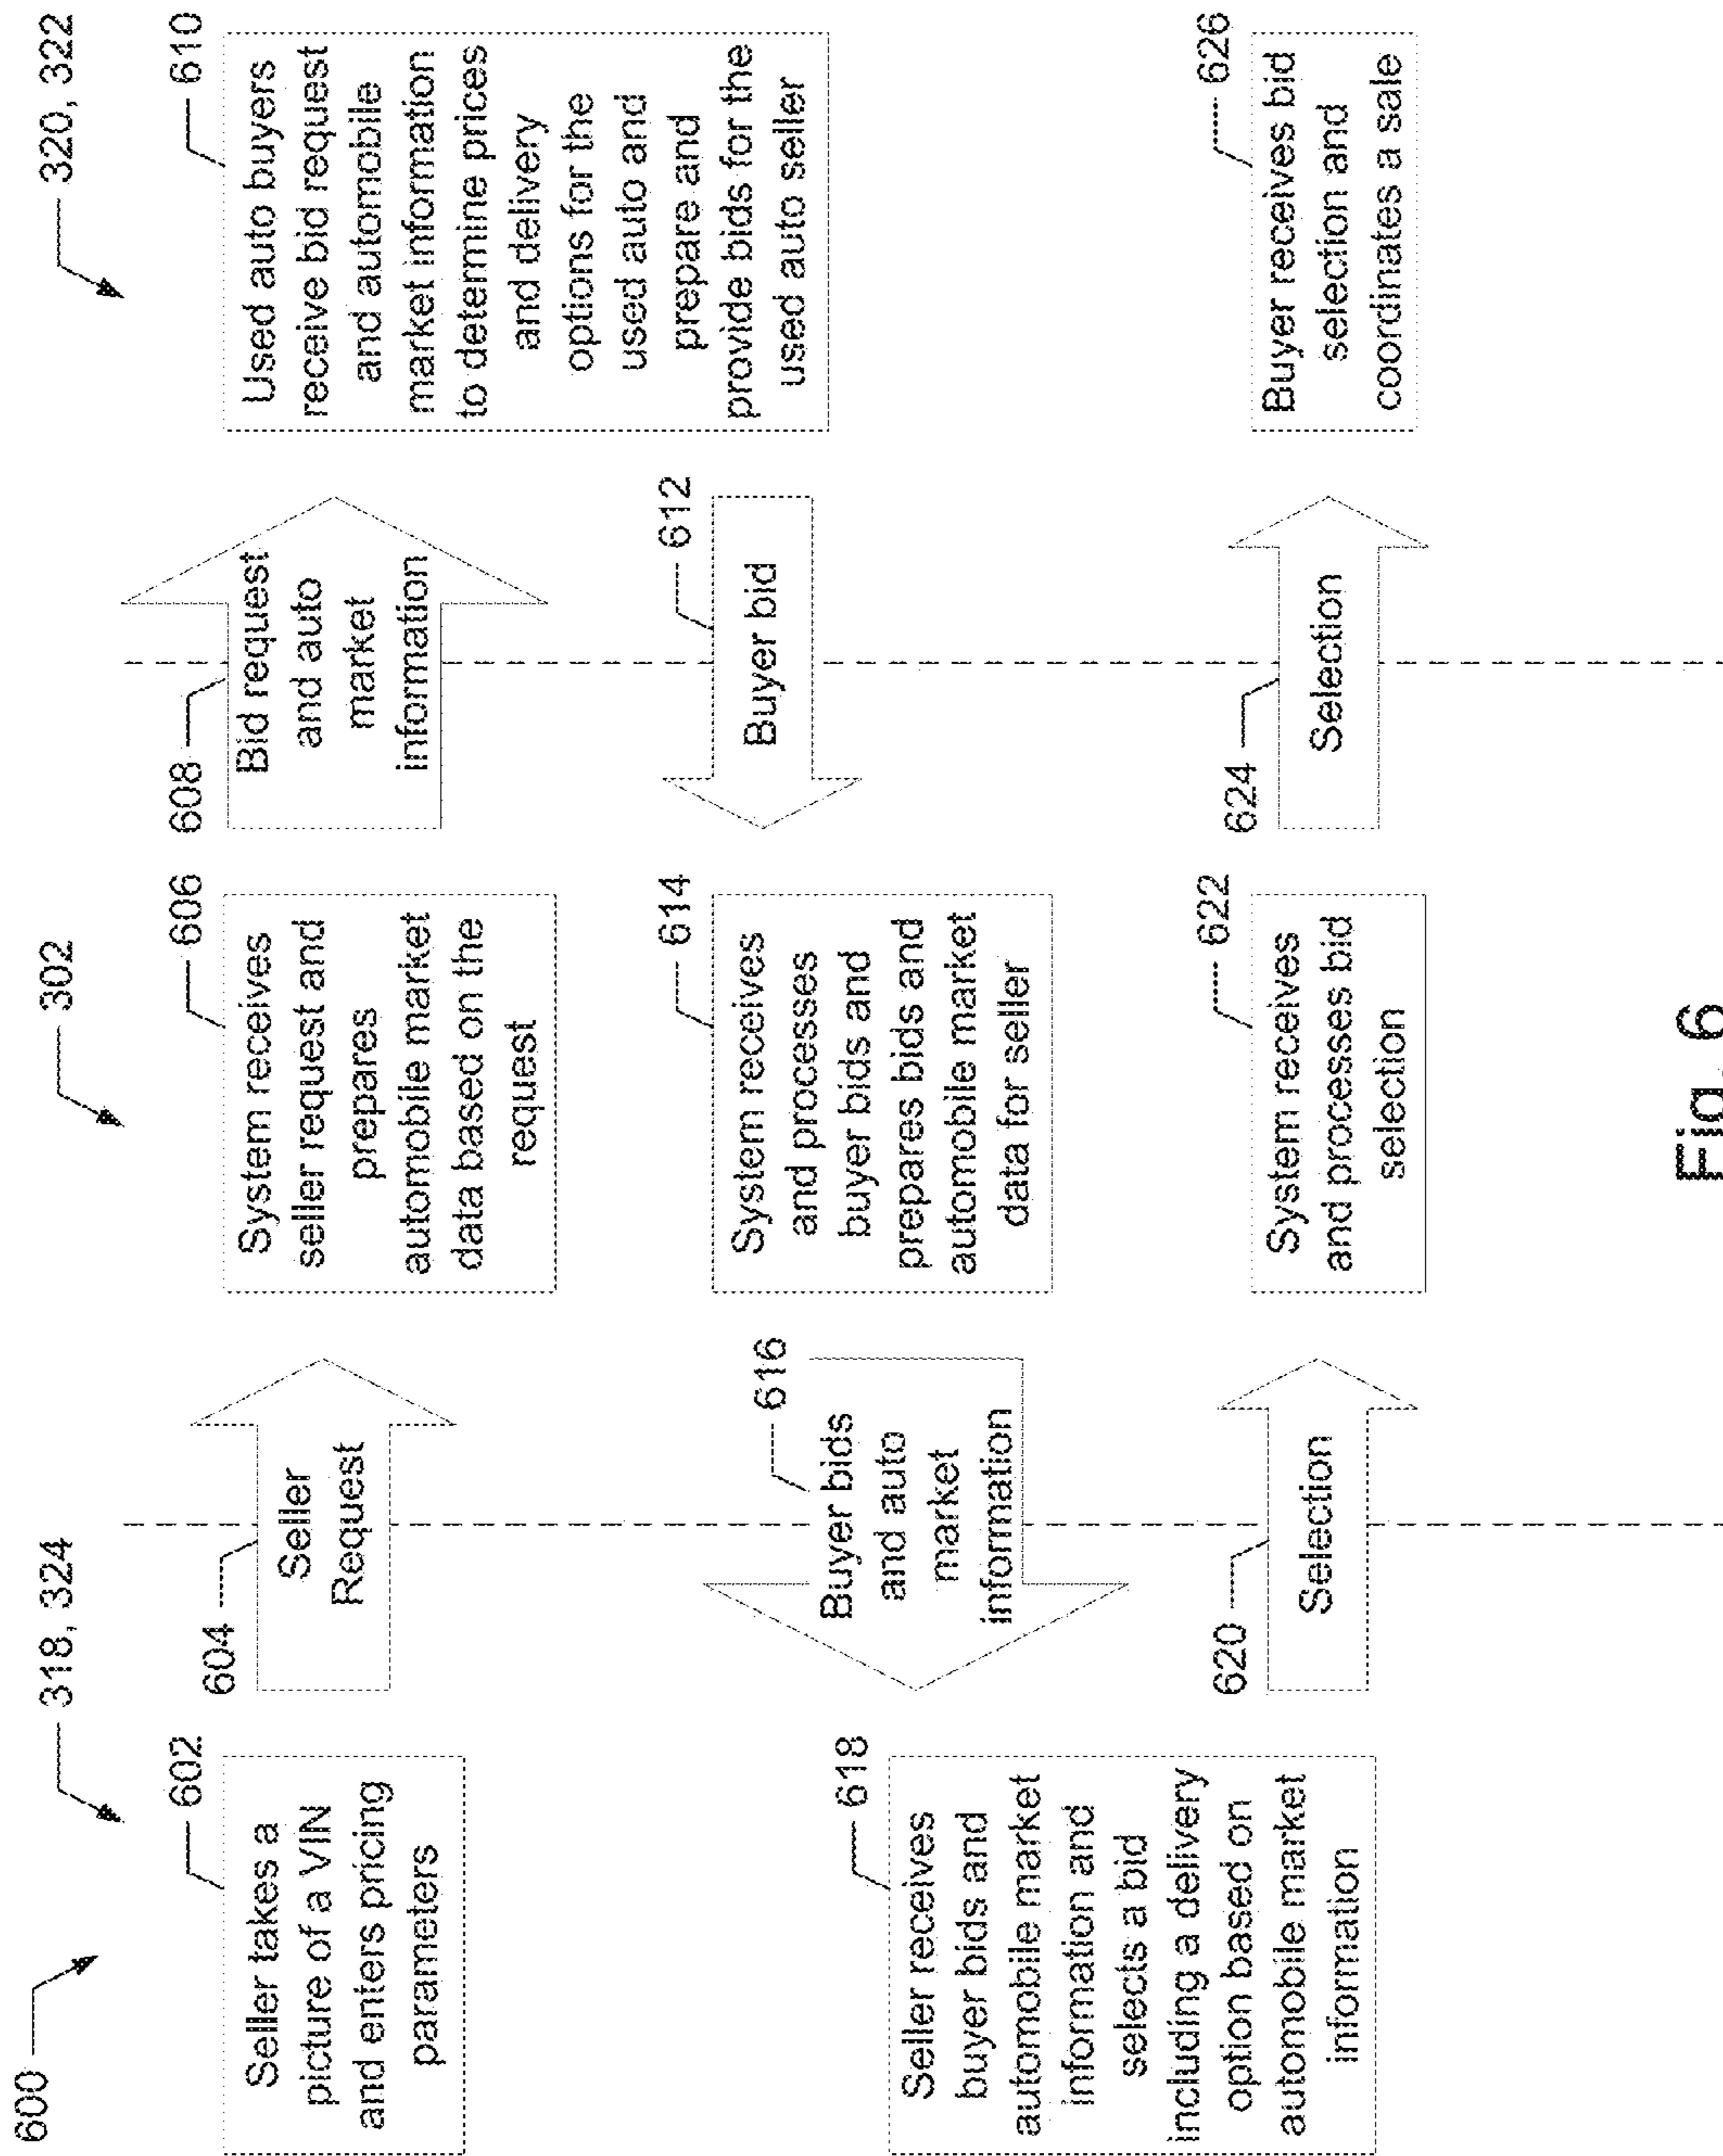 600
318, 324
302
320, 322
602
Seller takes a
picture of a VIN
and enters pricing
parameters
604
Seller
Request
606
System receives
seller request and
prepares
automobile market
data based on the
request
608
Bid request
and auto
market
information
610
Used auto buyers
receive bid request
and automobile
market information
to determine prices
and delivery
options for the
used auto and
prepare and
provide bids for the
used auto seller
612
Buyer bid
614
System receives
and processes
buyer bids and
prepares bids and
automobile market
data for seller
616
Buyer bids
and auto
market
information
618
Seller receives
buyer bids and
automobile market
information and
selects a bid
including a delivery
option based on
automobile market
information
620
Selection
622
System receives
and processes bid
selection
624
Selection
626
Buyer receives bid
selection and
coordinates a sale
Fig. 6